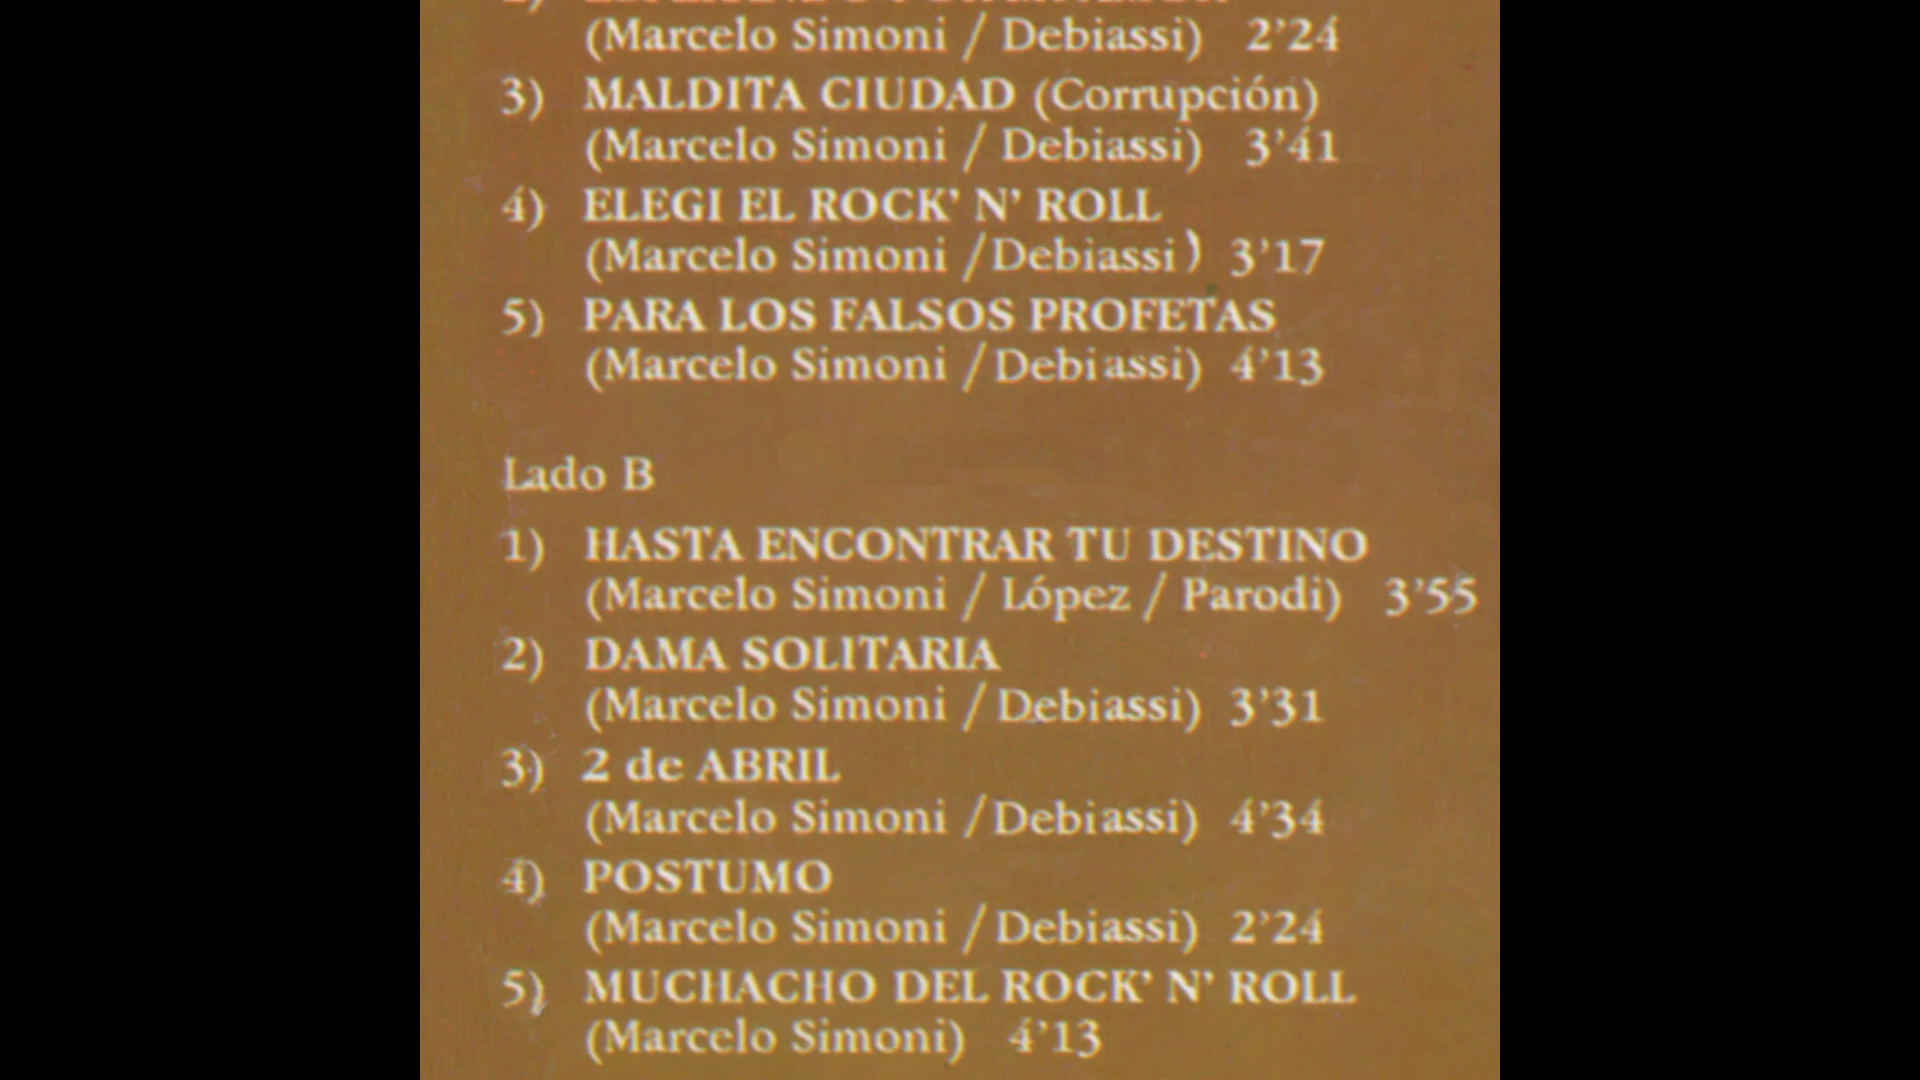 (Marcelo Simoni / Debiassi) 2'24
3) MALDITA CIUDAD (Corrupción)
(Marcelo Simoni / Debiassi) 3'41
4) ELEGI EL ROCK' N' ROLL
(Marcelo Simoni / Debiassi) 3'17
5) PARA LOS FALSOS PROFETAS
(Marcelo Simoni / Debiassi) 4'13
Lado B
1) HASTA ENCONTRAR TU DESTINO
(Marcelo Simoni / López / Parodi) 3'55
2) DAMA SOLITARIA
(Marcelo Simoni / Debiassi) 3'31
3) 2 de ABRIL
(Marcelo Simoni / Debiassi) 4'34
4) POSTUMO
(Marcelo Simoni / Debiassi) 2'24
5) MUCHACHO DEL ROCK' N' ROLL
(Marcelo Simoni) 4'13